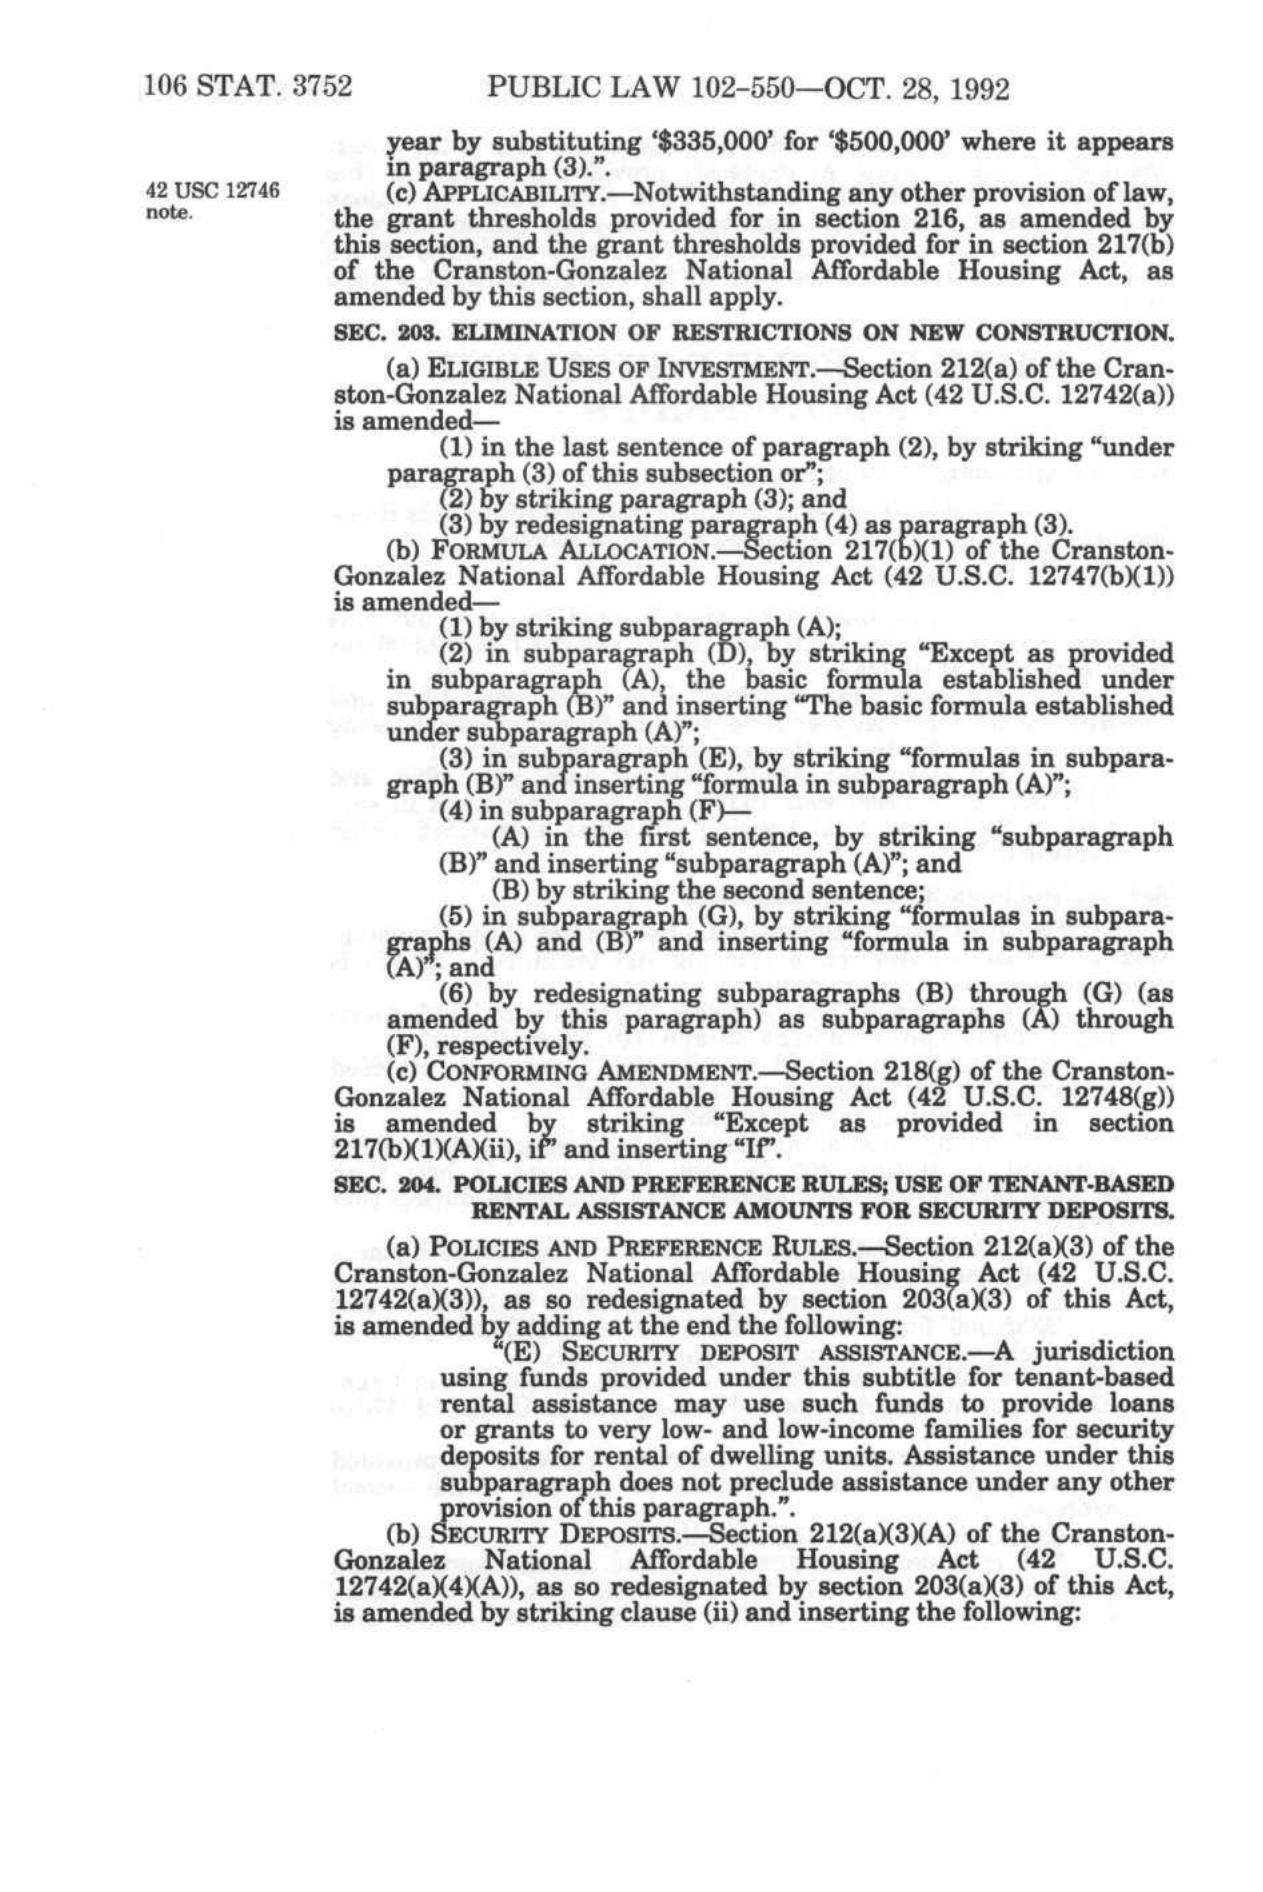 106 STAT. 3752 PUBLIC LAW 102-550—OCT. 28, 1992
year by substituting '$335,000' for '$500,000' where it appears
in paragraph (3).".
42 USC 12746
note.
(c) APPLICABILITY.—Notwithstanding any other provision of law,
the grant thresholds provided for in section 216, as amended by
this section, and the grant thresholds provided for in section 217(b)
of the Cranston-Gonzalez National Affordable Housing Act, as
amended by this section, shall apply.
SEC. 203. ELIMINATION OF RESTRICTIONS ON NEW CONSTRUCTION.
(a) ELIGIBLE USES OF INVESTMENT.—Section 212(a) of the Cran-
ston-Gonzalez National Affordable Housing Act (42 U.S.C. 12742(a))
is amended—
(1) in the last sentence of paragraph (2), by striking "under
paragraph (3) of this subsection or";
(2) by striking paragraph (3); and
(3) by redesignating paragraph (4) as paragraph (3).
(b) FORMULA ALLOCATION.—Section 217(b)(1) of the Cranston-
Gonzalez National Affordable Housing Act (42 U.S.C. 12747(b)(1))
is amended—
(1) by striking subparagraph (A);
(2) in subparagraph (D), by striking "Except as provided
in subparagraph (A), the basic formula established under
subparagraph (B)" and inserting "The basic formula established
under subparagraph (A)";
(3) in subparagraph (E), by striking "formulas in subpara-
graph (B)" and inserting "formula in subparagraph (A)";
(4) in subparagraph (F)—
(A) in the first sentence, by striking "subparagraph
(B)" and inserting "subparagraph (A)"; and
(B) by striking the second sentence;
(5) in subparagraph (G), by striking "formulas in subpara-
graphs (A) and (B)" and inserting "formula in subparagraph
(A)"; and
(6) by redesignating subparagraphs (B) through (G) (as
amended by this paragraph) as subparagraphs (A) through
(F), respectively.
(c) CONFORMING AMENDMENT.—Section 218(g) of the Cranston-
Gonzalez National Affordable Housing Act (42 U.S.C. 12748(g))
is amended by striking "Except as provided in section
217(b)(1)(A)(ii), if" and inserting "If".
SEC. 204. POLICIES AND PREFERENCE RULES; USE OF TENANT-BASED
RENTAL ASSISTANCE AMOUNTS FOR SECURITY DEPOSITS.
(a) POLICIES AND PREFERENCE RULES.—Section 212(a)(3) of the
Cranston-Gonzalez National Affordable Housing Act (42 U.S.C.
12742(a)(3)), as so redesignated by section 203(a)(3) of this Act,
is amended by adding at the end the following:
"(E) SECURITY DEPOSIT ASSISTANCE.—A jurisdiction
using funds provided under this subtitle for tenant-based
rental assistance may use such funds to provide loans
or grants to very low- and low-income families for security
deposits for rental of dwelling units. Assistance under this
subparagraph does not preclude assistance under any other
provision of this paragraph.".
(b) SECURITY DEPOSITS.—Section 212(a)(3)(A) of the Cranston-
Gonzalez National Affordable Housing Act (42 U.S.C.
12742(a)(4)(A)), as so redesignated by section 203(a)(3) of this Act,
is amended by striking clause (ii) and inserting the following: